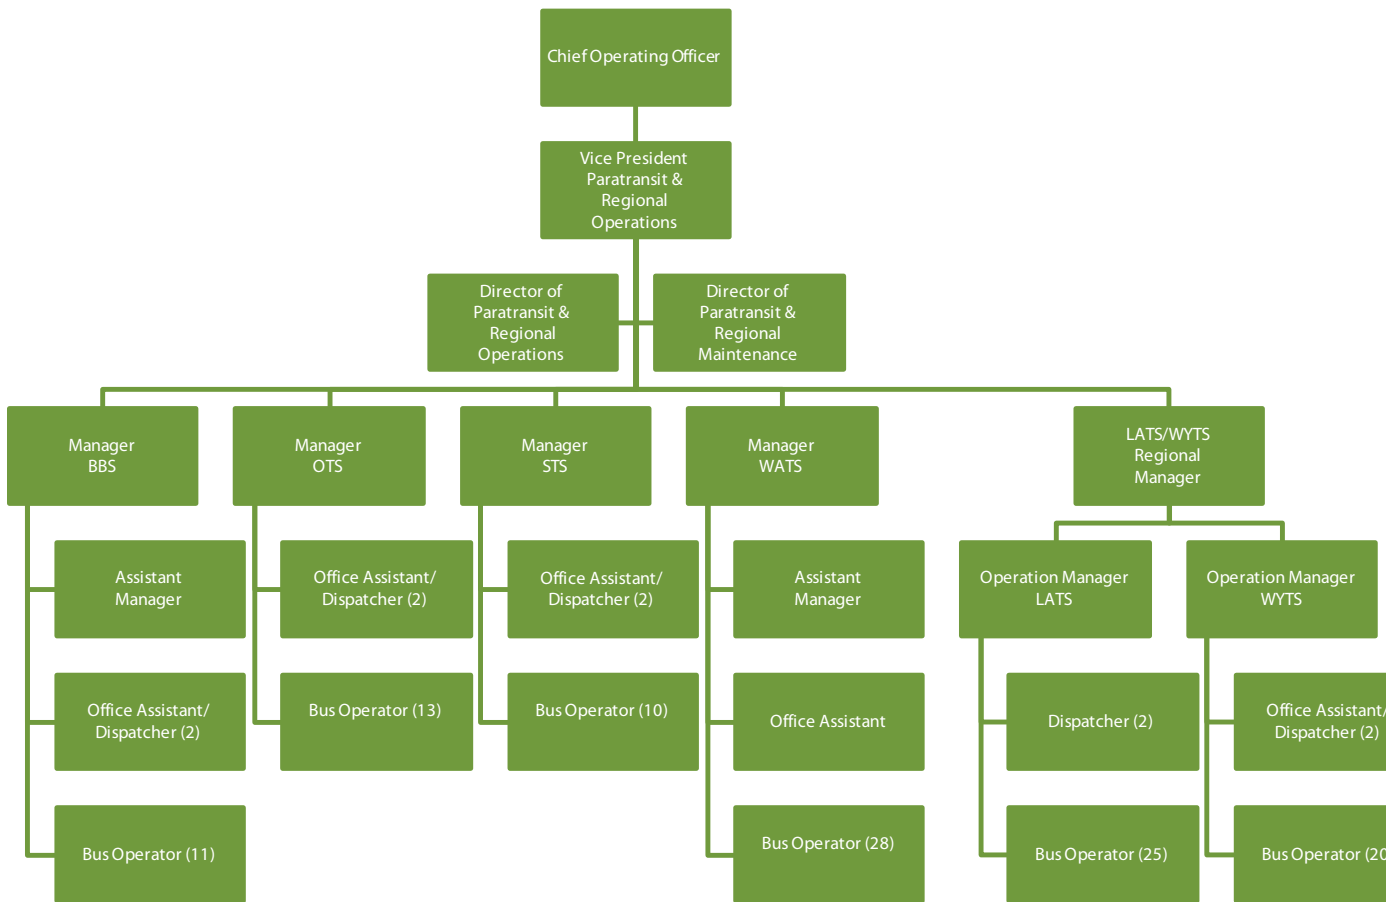 Chief Operating Officer
Vice President
Paratransit &
Regional
Operations
Director of
Paratransit &
Regional
Operations
Director of
Paratransit &
Regional
Maintenance
Manager
BBS
Manager
OTS
Manager
STS
Manager
WATS
LATS/WYTS
Regional
Manager
Assistant
Manager
Office Assistant/
Dispatcher (2)
Office Assistant/
Dispatcher (2)
Assistant
Manager
Operation Manager
LATS
Operation Manager
WYTS
Office Assistant/
Dispatcher (2)
Bus Operator (13)
Bus Operator (10)
Office Assistant
Dispatcher (2)
Office Assistant/
Dispatcher (2)
Bus Operator (11)
Bus Operator (28)
Bus Operator (25)
Bus Operator (20